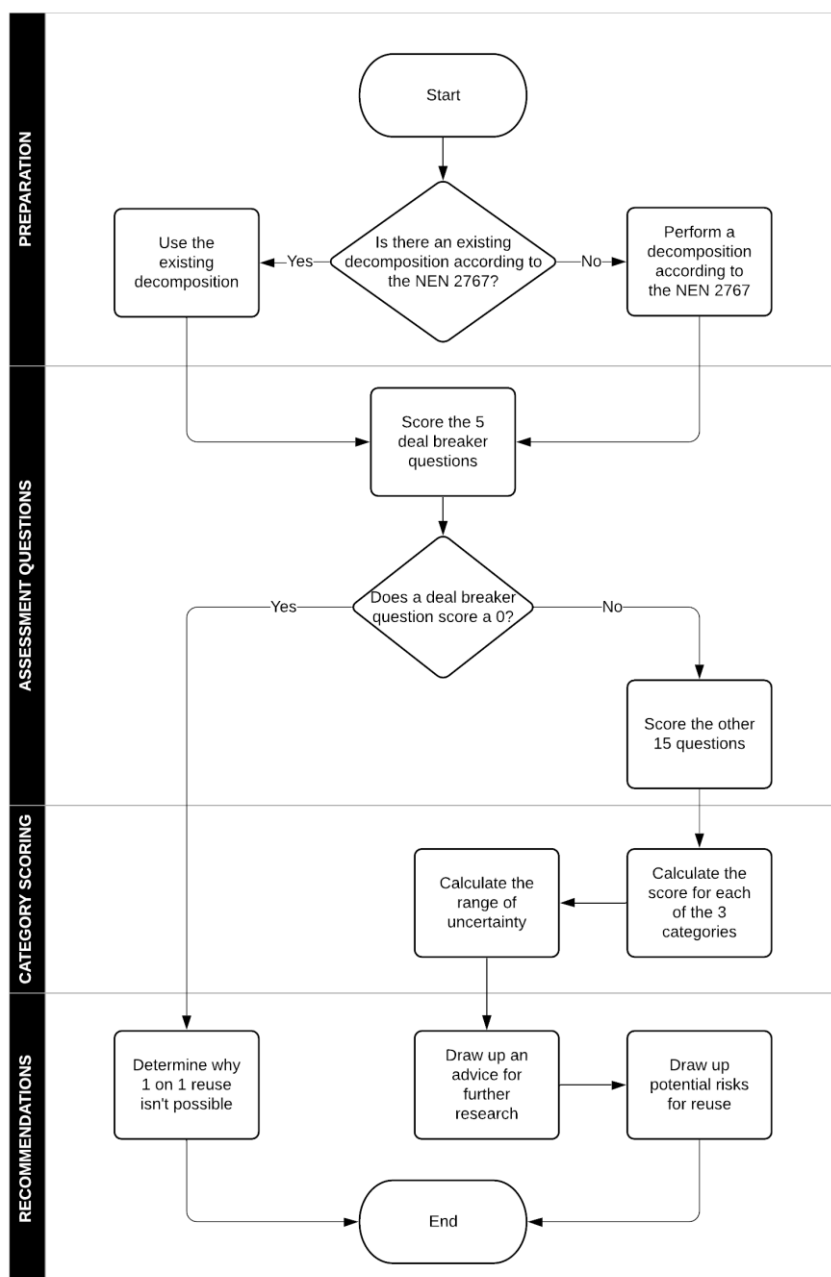 PREPARATION
Start
Is there an existing
decomposition according to
the NEN 2767?
Yes
No
Use the
existing
decomposition
Perform a
decomposition
according to
the NEN 2767
ASSESSMENT QUESTIONS
Score the 5
deal breaker
questions
Does a deal breaker
question score a 0?
Yes
No
Score the other
15 questions
CATEGORY SCORING
Calculate the
range of
uncertainty
Calculate the
score for each
of the 3
categories
RECOMMENDATIONS
Determine why
1 on 1 reuse
isn't possible
Draw up an
advice for
further
research
Draw up
potential risks
for reuse
End